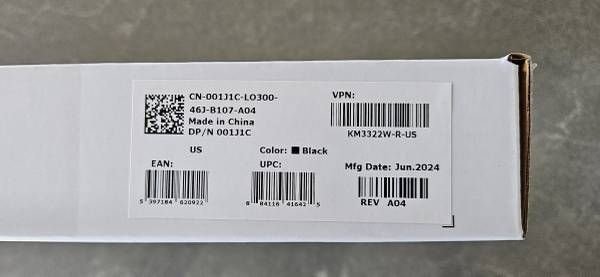 CN-001J1C-LO300-
46J-B107-A04
Made in China
DP/N 001J1C
VPN:
KM3322W-R-US
US
Color: Black
EAN:
5 397184 620922
UPC:
8 84116 41642 5
Mfg Date: Jun.2024
REV A04